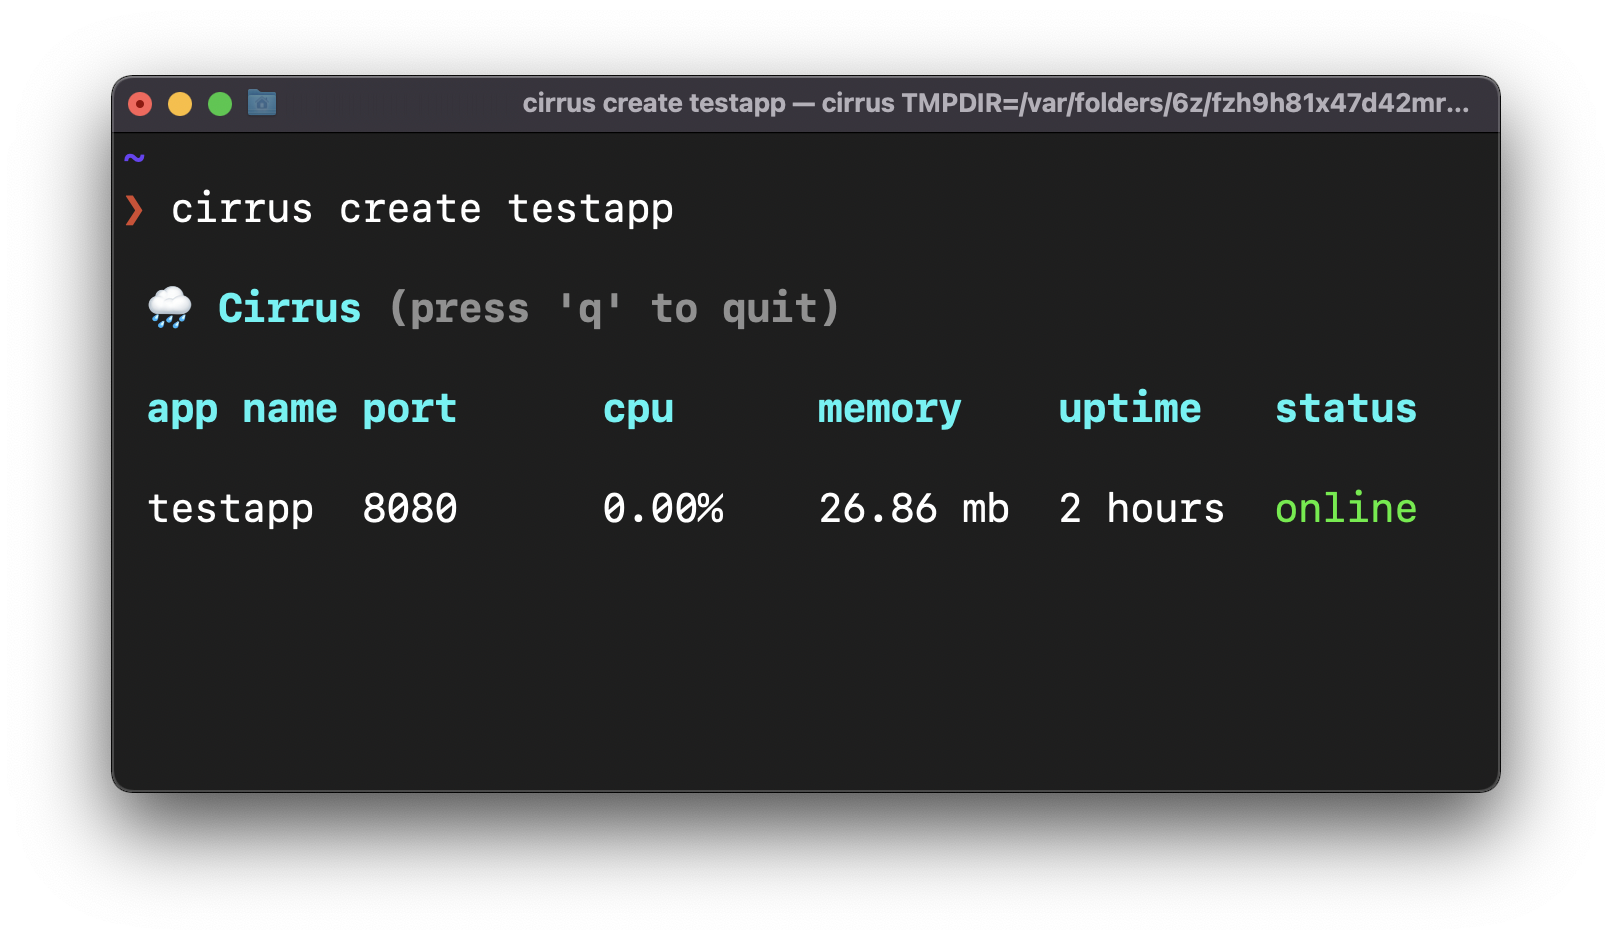 cirrus create testapp — cirrus TMPDIR=/var/folders/6z/fzh9h81x47d42mr...
~
❯ cirrus create testapp
🌧 Cirrus (press 'q' to quit)
app name port cpu memory uptime status
testapp 8080 0.00% 26.86 mb 2 hours online